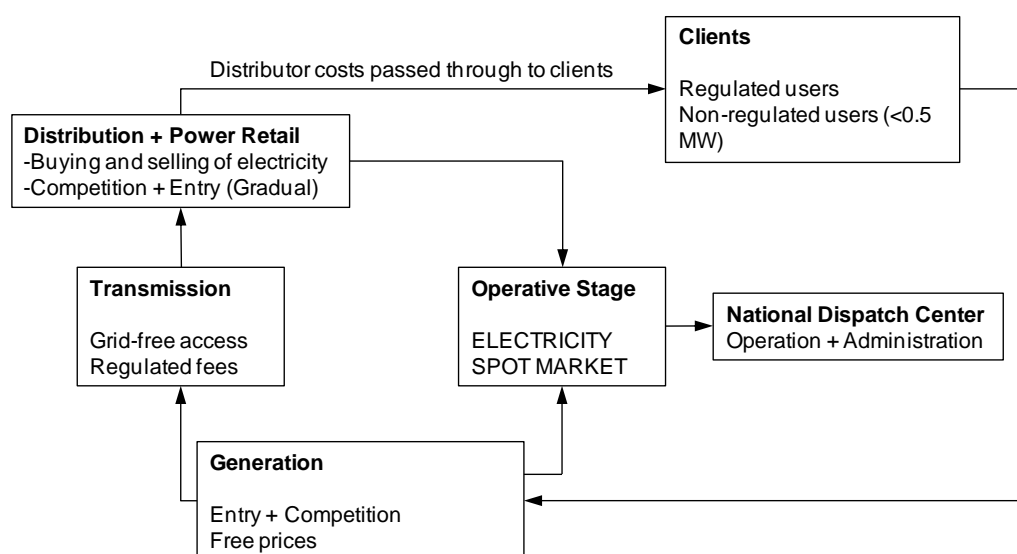 Clients
Regulated users
Non-regulated users (<0.5
MW)
Distributor costs passed through to clients
Distribution + Power Retail
-Buying and selling of electricity
-Competition + Entry (Gradual)
Transmission
Grid-free access
Regulated fees
Operative Stage
ELECTRICITY
SPOT MARKET
National Dispatch Center
Operation + Administration
Generation
Entry + Competition
Free prices